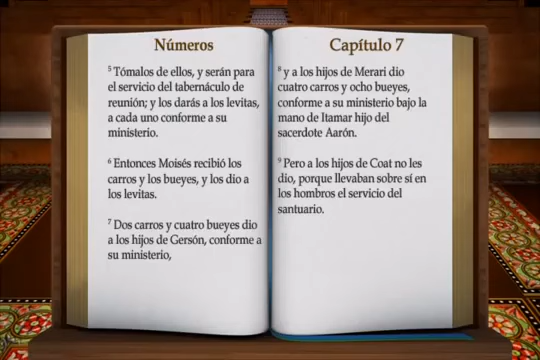 Números
⁵ Tómalos de ellos, y serán para
el servicio del tabernáculo de
reunión; y los darás a los levitas,
a cada uno conforme a su
ministerio.
⁶ Entonces Moisés recibió los
carros y los bueyes, y los dio a
los levitas.
⁷ Dos carros y cuatro bueyes dio
a los hijos de Gersón, conforme a
su ministerio,
Capítulo 7
⁸ y a los hijos de Merari dio
cuatro carros y ocho bueyes,
conforme a su ministerio bajo la
mano de Itamar hijo del
sacerdote Aarón.
⁹ Pero a los hijos de Coat no les
dio, porque llevaban sobre sí en
los hombros el servicio del
santuario.